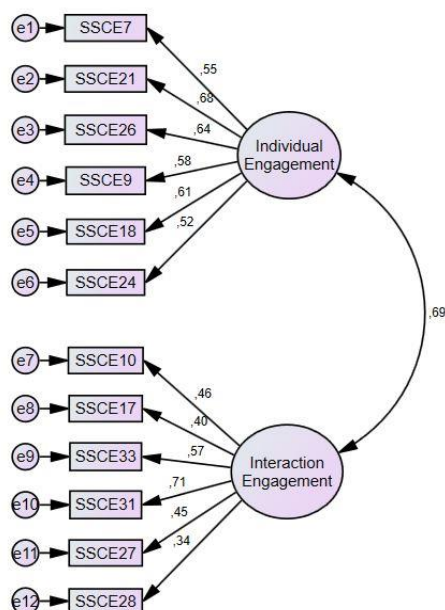 e1 SSCE7
,55
e2 SSCE21
,68
e3 SSCE26
,64
Individual
Engagement
e4 SSCE9
,58
e5 SSCE18
,61
e6 SSCE24
,52
,69
e7 SSCE10
,46
e8 SSCE17
,40
e9 SSCE33
,57
Interaction
Engagement
e10 SSCE31
,71
e11 SSCE27
,45
e12 SSCE28
,34